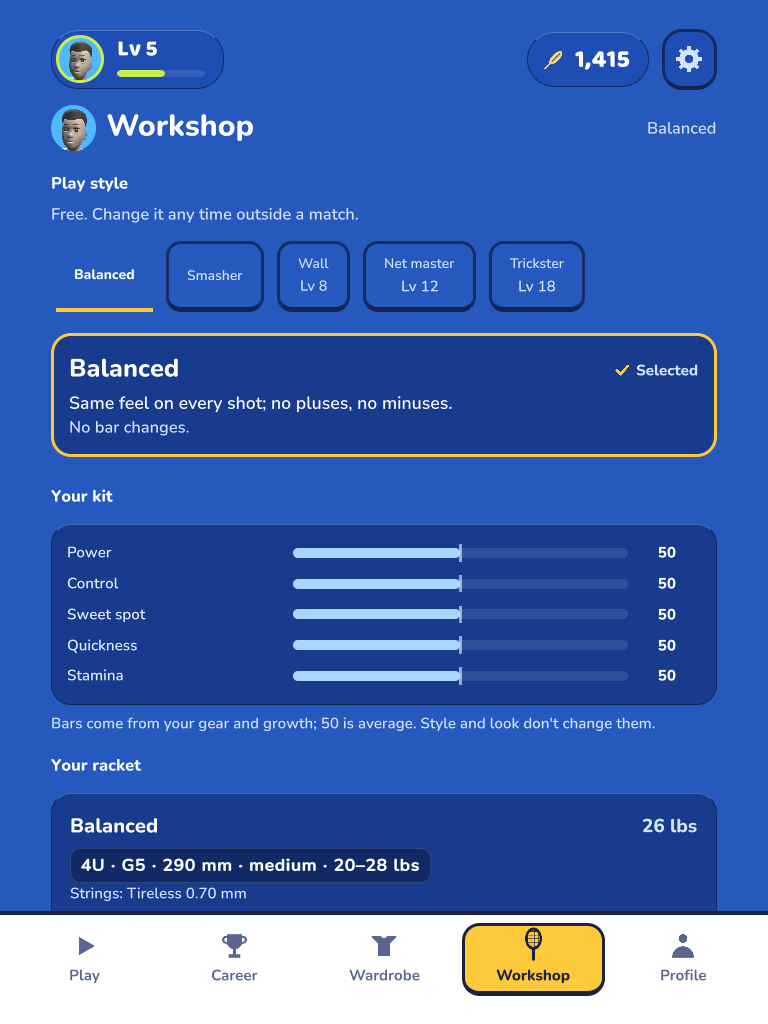 Lv 5
1,415
Workshop
Balanced
Play style
Free. Change it any time outside a match.
Balanced
Smasher
Wall
Lv 8
Net master
Lv 12
Trickster
Lv 18
Balanced
Selected
Same feel on every shot; no pluses, no minuses.
No bar changes.
Your kit
Power 50
Control 50
Sweet spot 50
Quickness 50
Stamina 50
Bars come from your gear and growth; 50 is average. Style and look don't change them.
Your racket
Balanced
26 lbs
4U · G5 · 290 mm · medium · 20–28 lbs
Strings: Tireless 0.70 mm
Play
Career
Wardrobe
Workshop
Profile